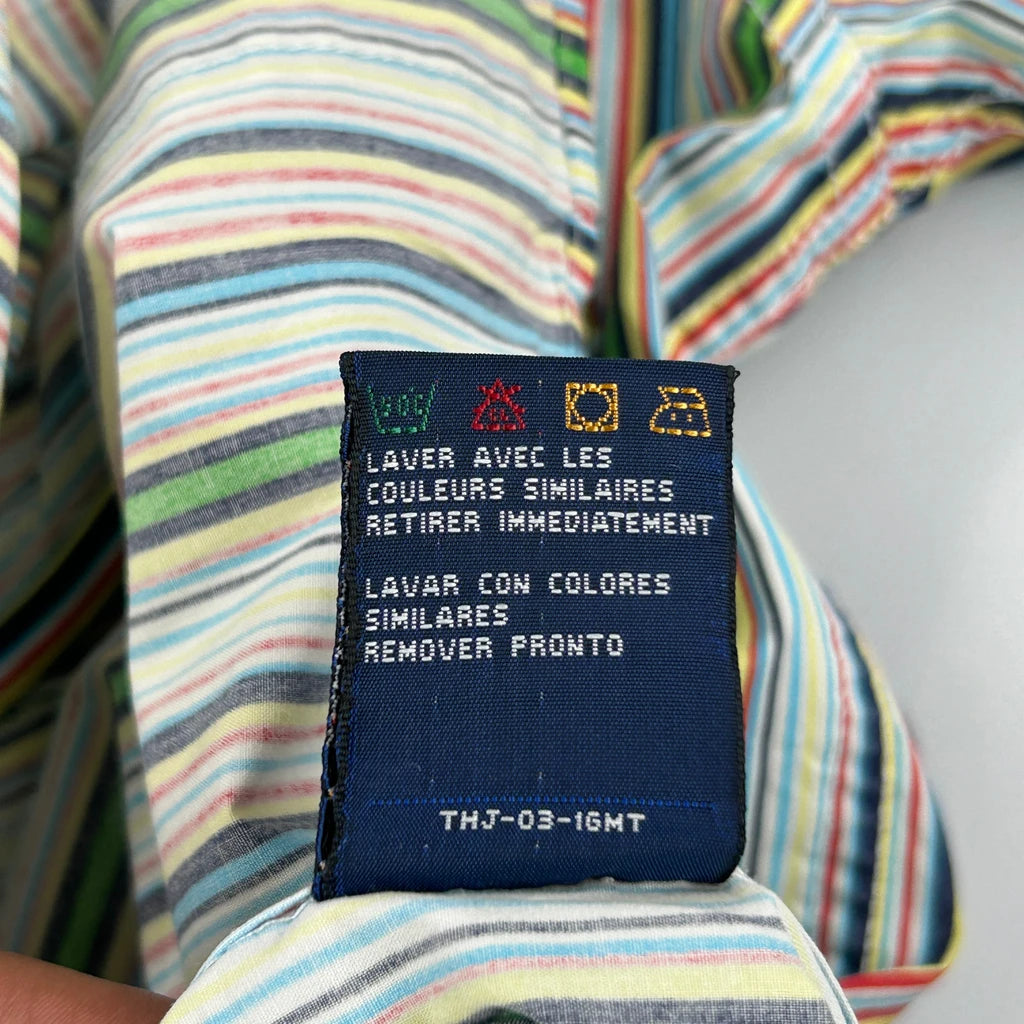 LAVER AVEC LES
COULEURS SIMILAIRES
RETIRER IMMEDIATEMENT
LAVAR CON COLORES
SIMILARES
REMOVER PRONTO
THJ-03-16MT